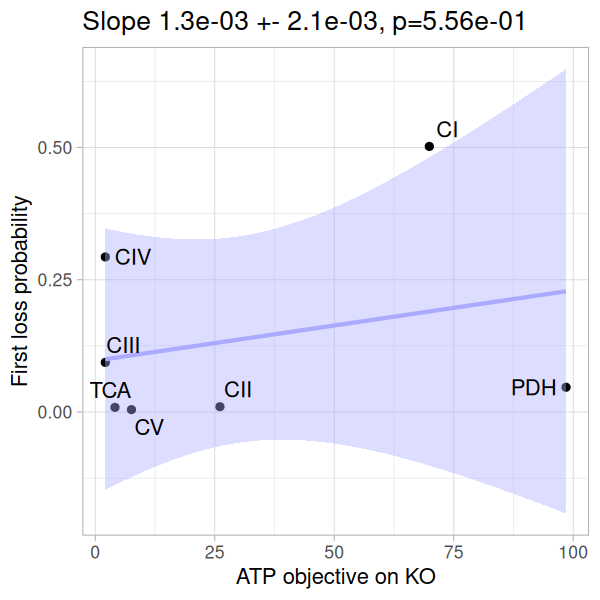 Slope 1.3e-03 +- 2.1e-03, p=5.56e-01
First loss probability
0.50
0.25
0.00
CI
CIV
CIII
TCA
CV
CII
PDH
0
25
50
75
100
ATP objective on KO